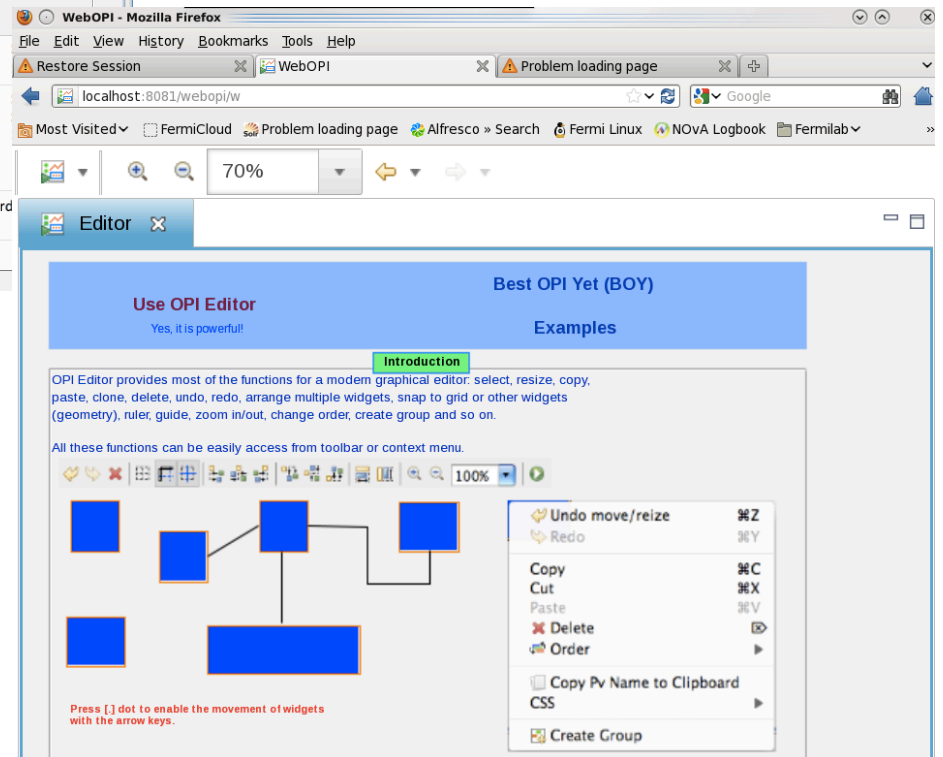 WebOPI - Mozilla Firefox
File Edit View History Bookmarks Tools Help
Restore Session WebOPI Problem loading page
localhost:8081/webopi/w Google
Most Visited FermiCloud Problem loading page Alfresco » Search Fermi Linux NOvA Logbook Fermilab »
70%
rd
Editor
Best OPI Yet (BOY)
Use OPI Editor
Yes, it is powerful!
Examples
Introduction
OPI Editor provides most of the functions for a modem graphical editor: select, resize, copy,
paste, clone, delete, undo, redo, arrange multiple widgets, snap to grid or other widgets
(geometry), ruler, guide, zoom in/out, change order, create group and so on.
All these functions can be easily access from toolbar or context menu.
100%
Undo move/reize ⌘Z
Redo ⌘Y
Copy ⌘C
Cut ⌘X
Paste ⌘V
Delete ⌦
Order
Copy Pv Name to Clipboard
CSS
Create Group
Press [.] dot to enable the movement of widgets
with the arrow keys.